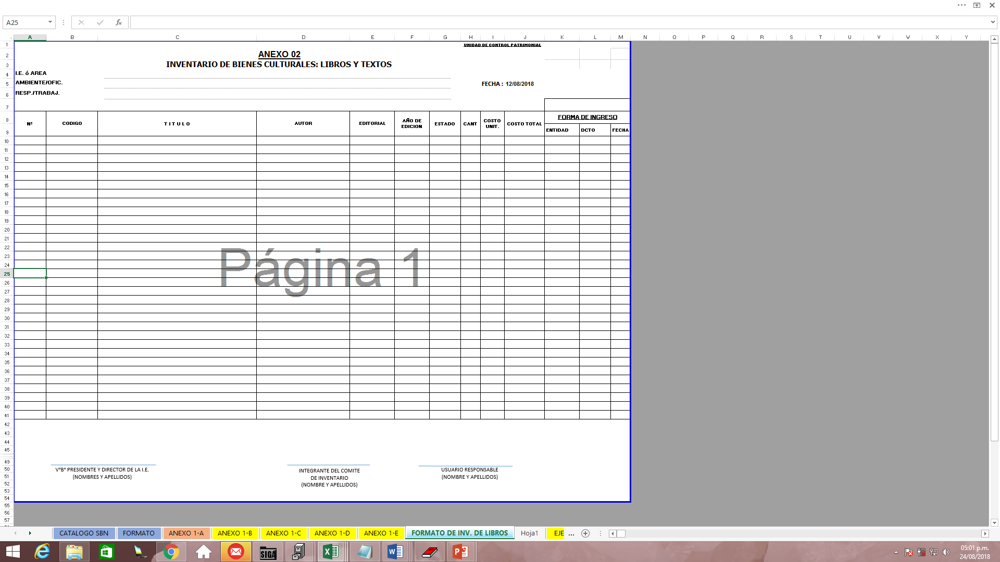 A25
fx
A B C D E F G H I J K L M N O P Q R S T U V W X Y
1
UNIDAD DE CONTROL PATRIMONIAL
2
ANEXO 02
3
INVENTARIO DE BIENES CULTURALES: LIBROS Y TEXTOS
4
I.E. ó AREA
5
AMBIENTE/OFIC.
FECHA : 12/08/2018
6
RESP./TRABAJ.
7
8
Nº CODIGO T I T U L O AUTOR EDITORIAL AÑO DE EDICION ESTADO CANT COSTO UNIT. COSTO TOTAL FORMA DE INGRESO
9
ENTIDAD DCTO FECHA
10
11
12
13
14
15
16
17
18
19
20
21
22
23
24
Página 1
25
26
27
28
29
30
31
32
33
34
35
36
37
38
39
40
41
42
43
44
45
49
50
51
52
53
54
55
56
57
V°B° PRESIDENTE Y DIRECTOR DE LA I.E.
(NOMBRES Y APELLIDOS)
INTEGRANTE DEL COMITE
DE INVENTARIO
(NOMBRE Y APELLIDOS)
USUARIO RESPONSABLE
(NOMBRE Y APELLIDOS)
CATALOGO SBN FORMATO ANEXO 1-A ANEXO 1-B ANEXO 1-C ANEXO 1-D ANEXO 1-E FORMATO DE INV. DE LIBROS Hoja1 EJE ...
SIGA
05:01 p.m.
24/08/2018